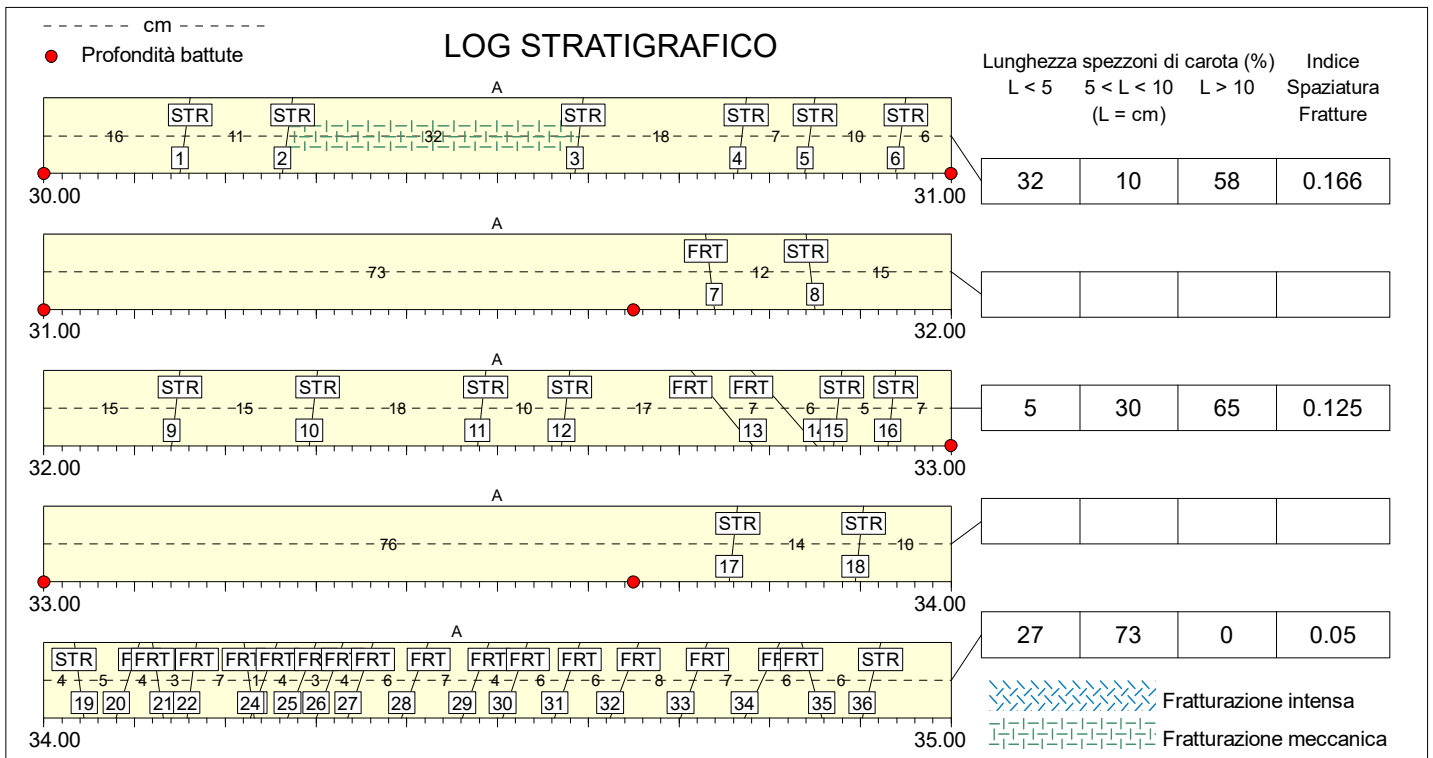 cm
Profondità battute
LOG STRATIGRAFICO
Lunghezza spezzoni di carota (%)
Indice Spaziatura Fratture
L < 5
5 < L < 10
L > 10
(L = cm)
A
STR STR STR STR STR STR
16 11 32 18 7 10 6
1 2 3 4 5 6
30.00 31.00
32 10 58 0.166
A
FRT STR
73 12 15
7 8
31.00 32.00
A
STR STR STR STR FRT FRT STR STR
15 15 18 10 17 7 6 5 7
9 10 11 12 13 14 15 16
32.00 33.00
5 30 65 0.125
A
STR STR
76 14 10
17 18
33.00 34.00
A
STR FRT FRT FRT FRT FRT FRT FRT FRT FRT FRT FRT FRT FRT FRT STR
4 5 4 3 7 1 4 3 4 6 7 4 6 6 8 7 6 6
19 20 21 22 24 25 26 27 28 29 30 31 32 33 34 35 36
34.00 35.00
27 73 0 0.05
Fratturazione intensa
Fratturazione meccanica